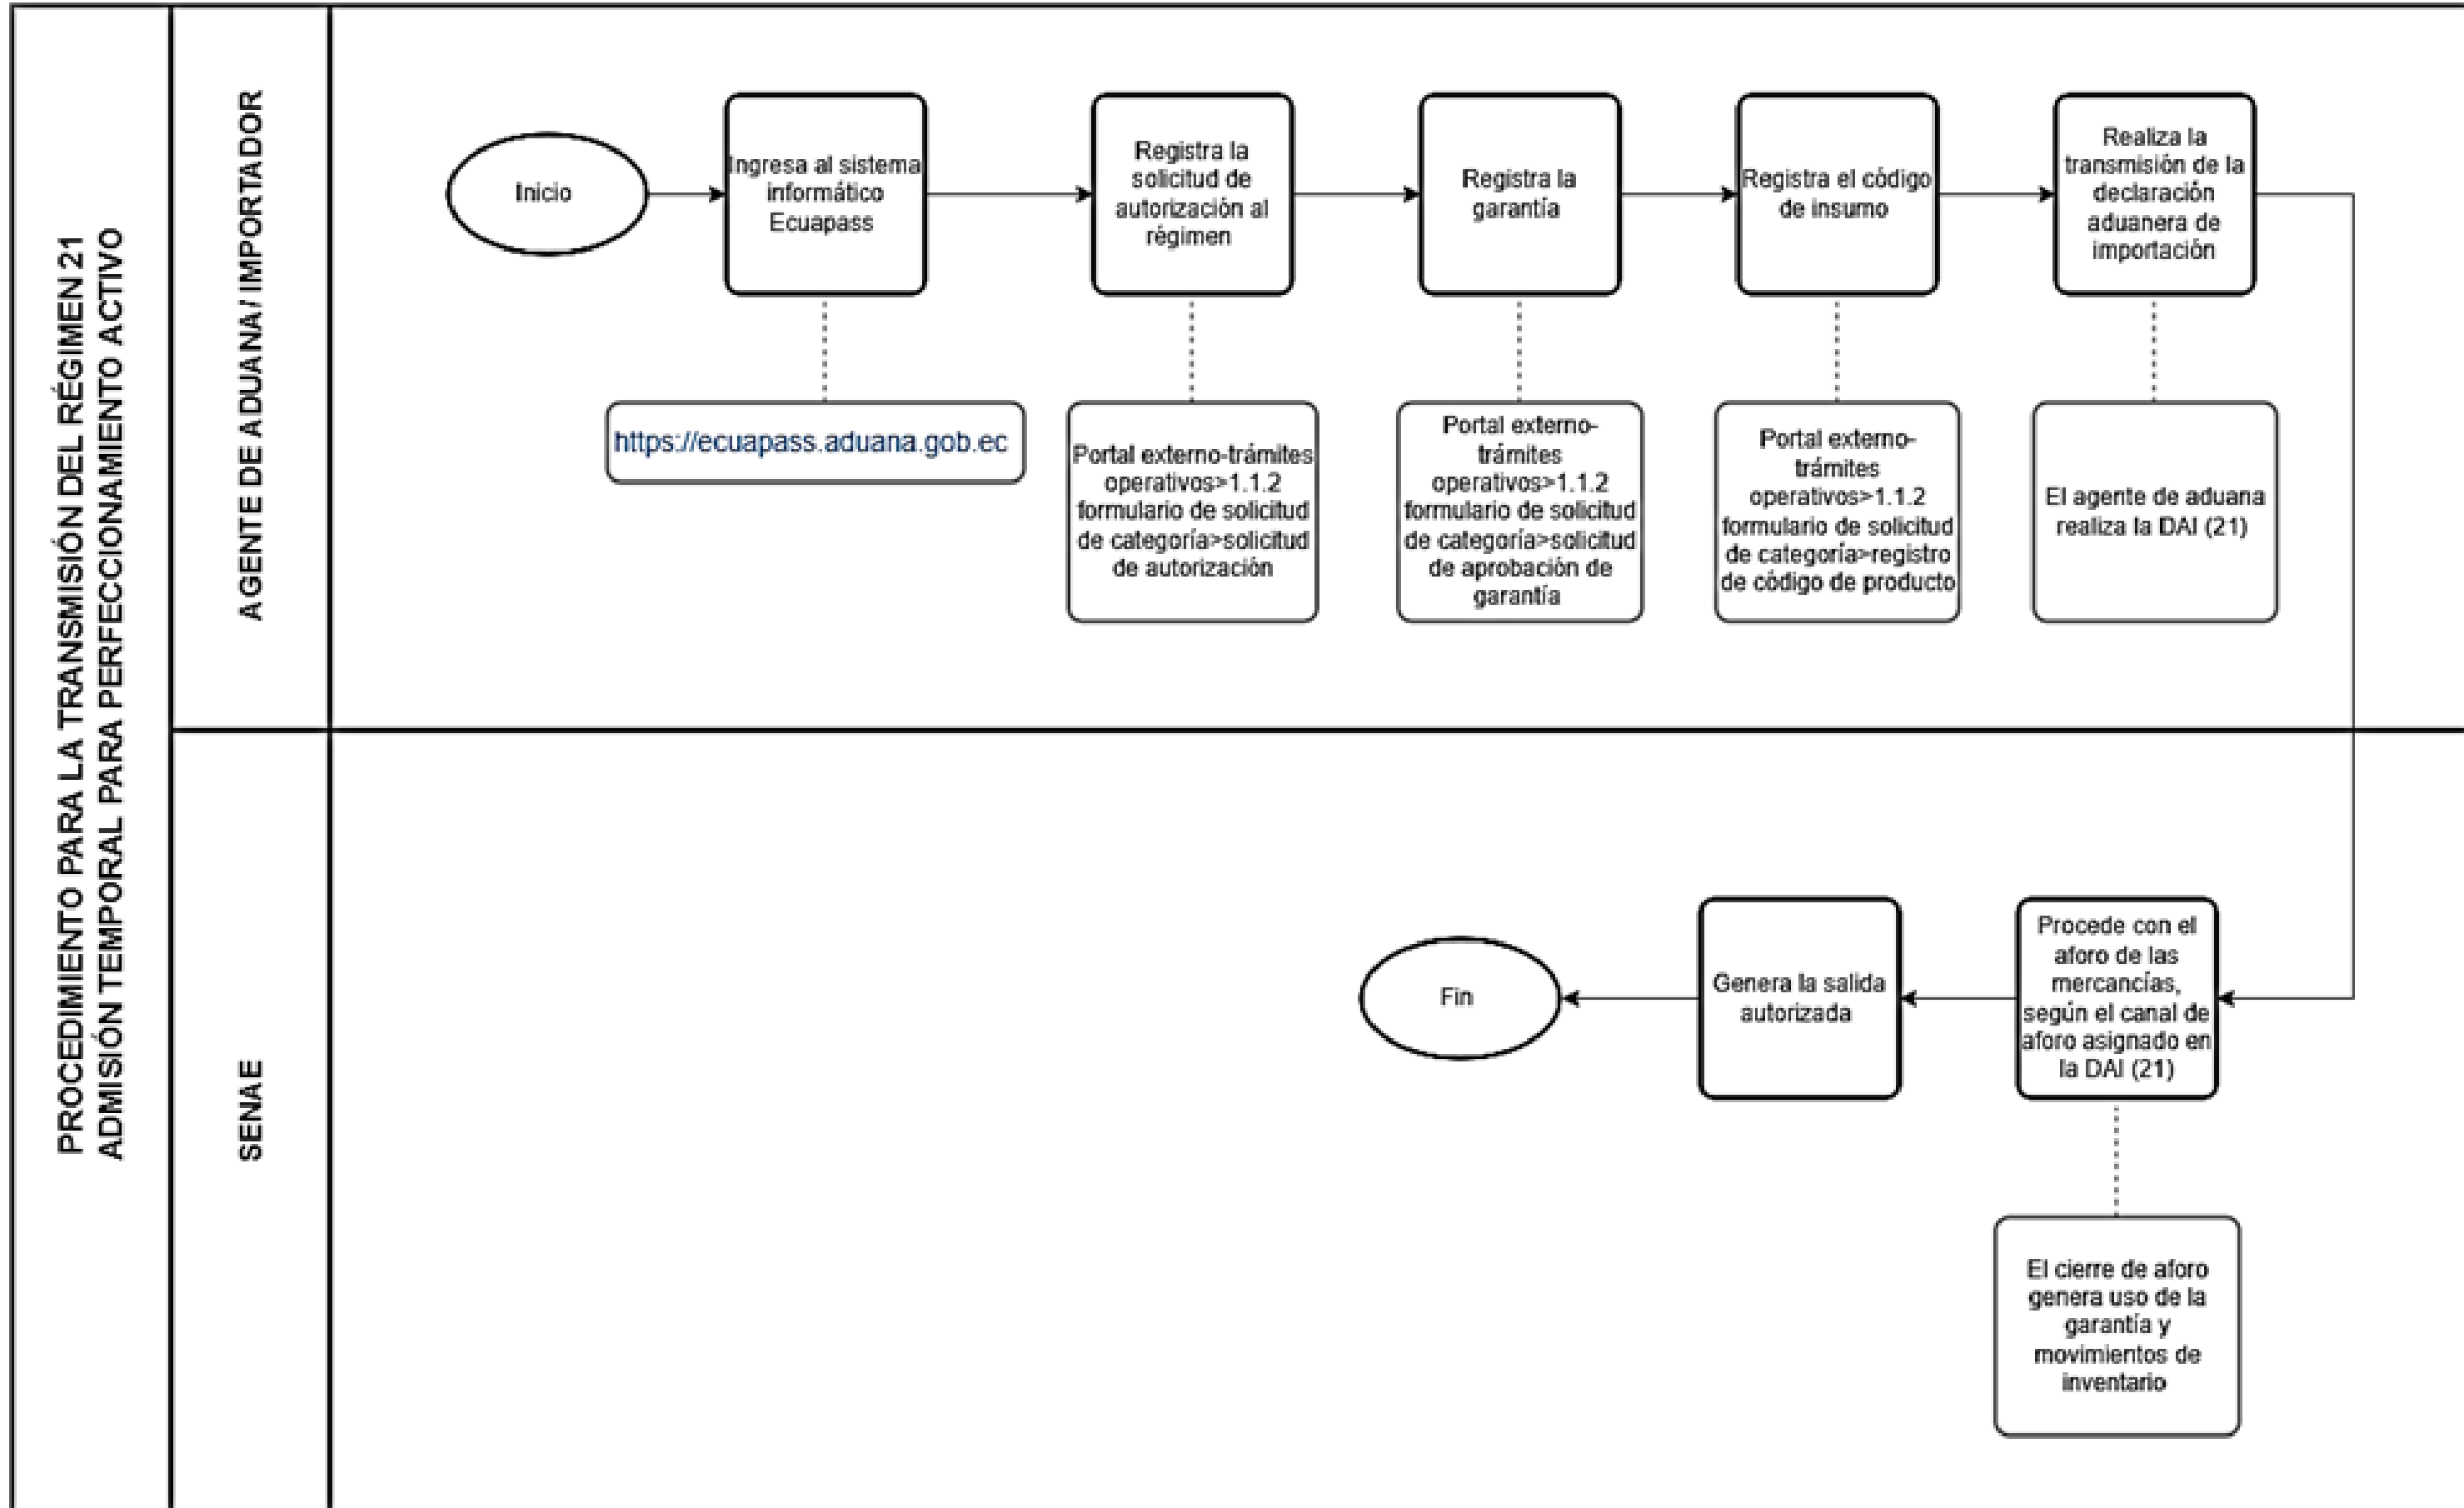 PROCEDIMIENTO PARA LA TRANSMISIÓN DEL RÉGIMEN 21
ADMISIÓN TEMPORAL PARA PERFECCIONAMIENTO ACTIVO
AGENTE DE ADUANA/ IMPORTADOR
Inicio
Ingresa al sistema
informático
Ecuapass
Registra la
solicitud de
autorización al
régimen
Registra la
garantía
Registra el código
de insumo
Realiza la
transmisión de la
declaración
aduanera de
importación
https://ecuapass.aduana.gob.ec
Portal externo-trámites
operativos>1.1.2
formulario de solicitud
de categoría>solicitud
de autorización
Portal externo-
trámites
operativos>1.1.2
formulario de solicitud
de categoría>solicitud
de aprobación de
garantía
Portal externo-
trámites
operativos>1.1.2
formulario de solicitud
de categoría>registro
de código de producto
El agente de aduana
realiza la DAI (21)
SENAE
Fin
Genera la salida
autorizada
Procede con el
aforo de las
mercancías,
según el canal de
aforo asignado en
la DAI (21)
El cierre de aforo
genera uso de la
garantía y
movimientos de
inventario